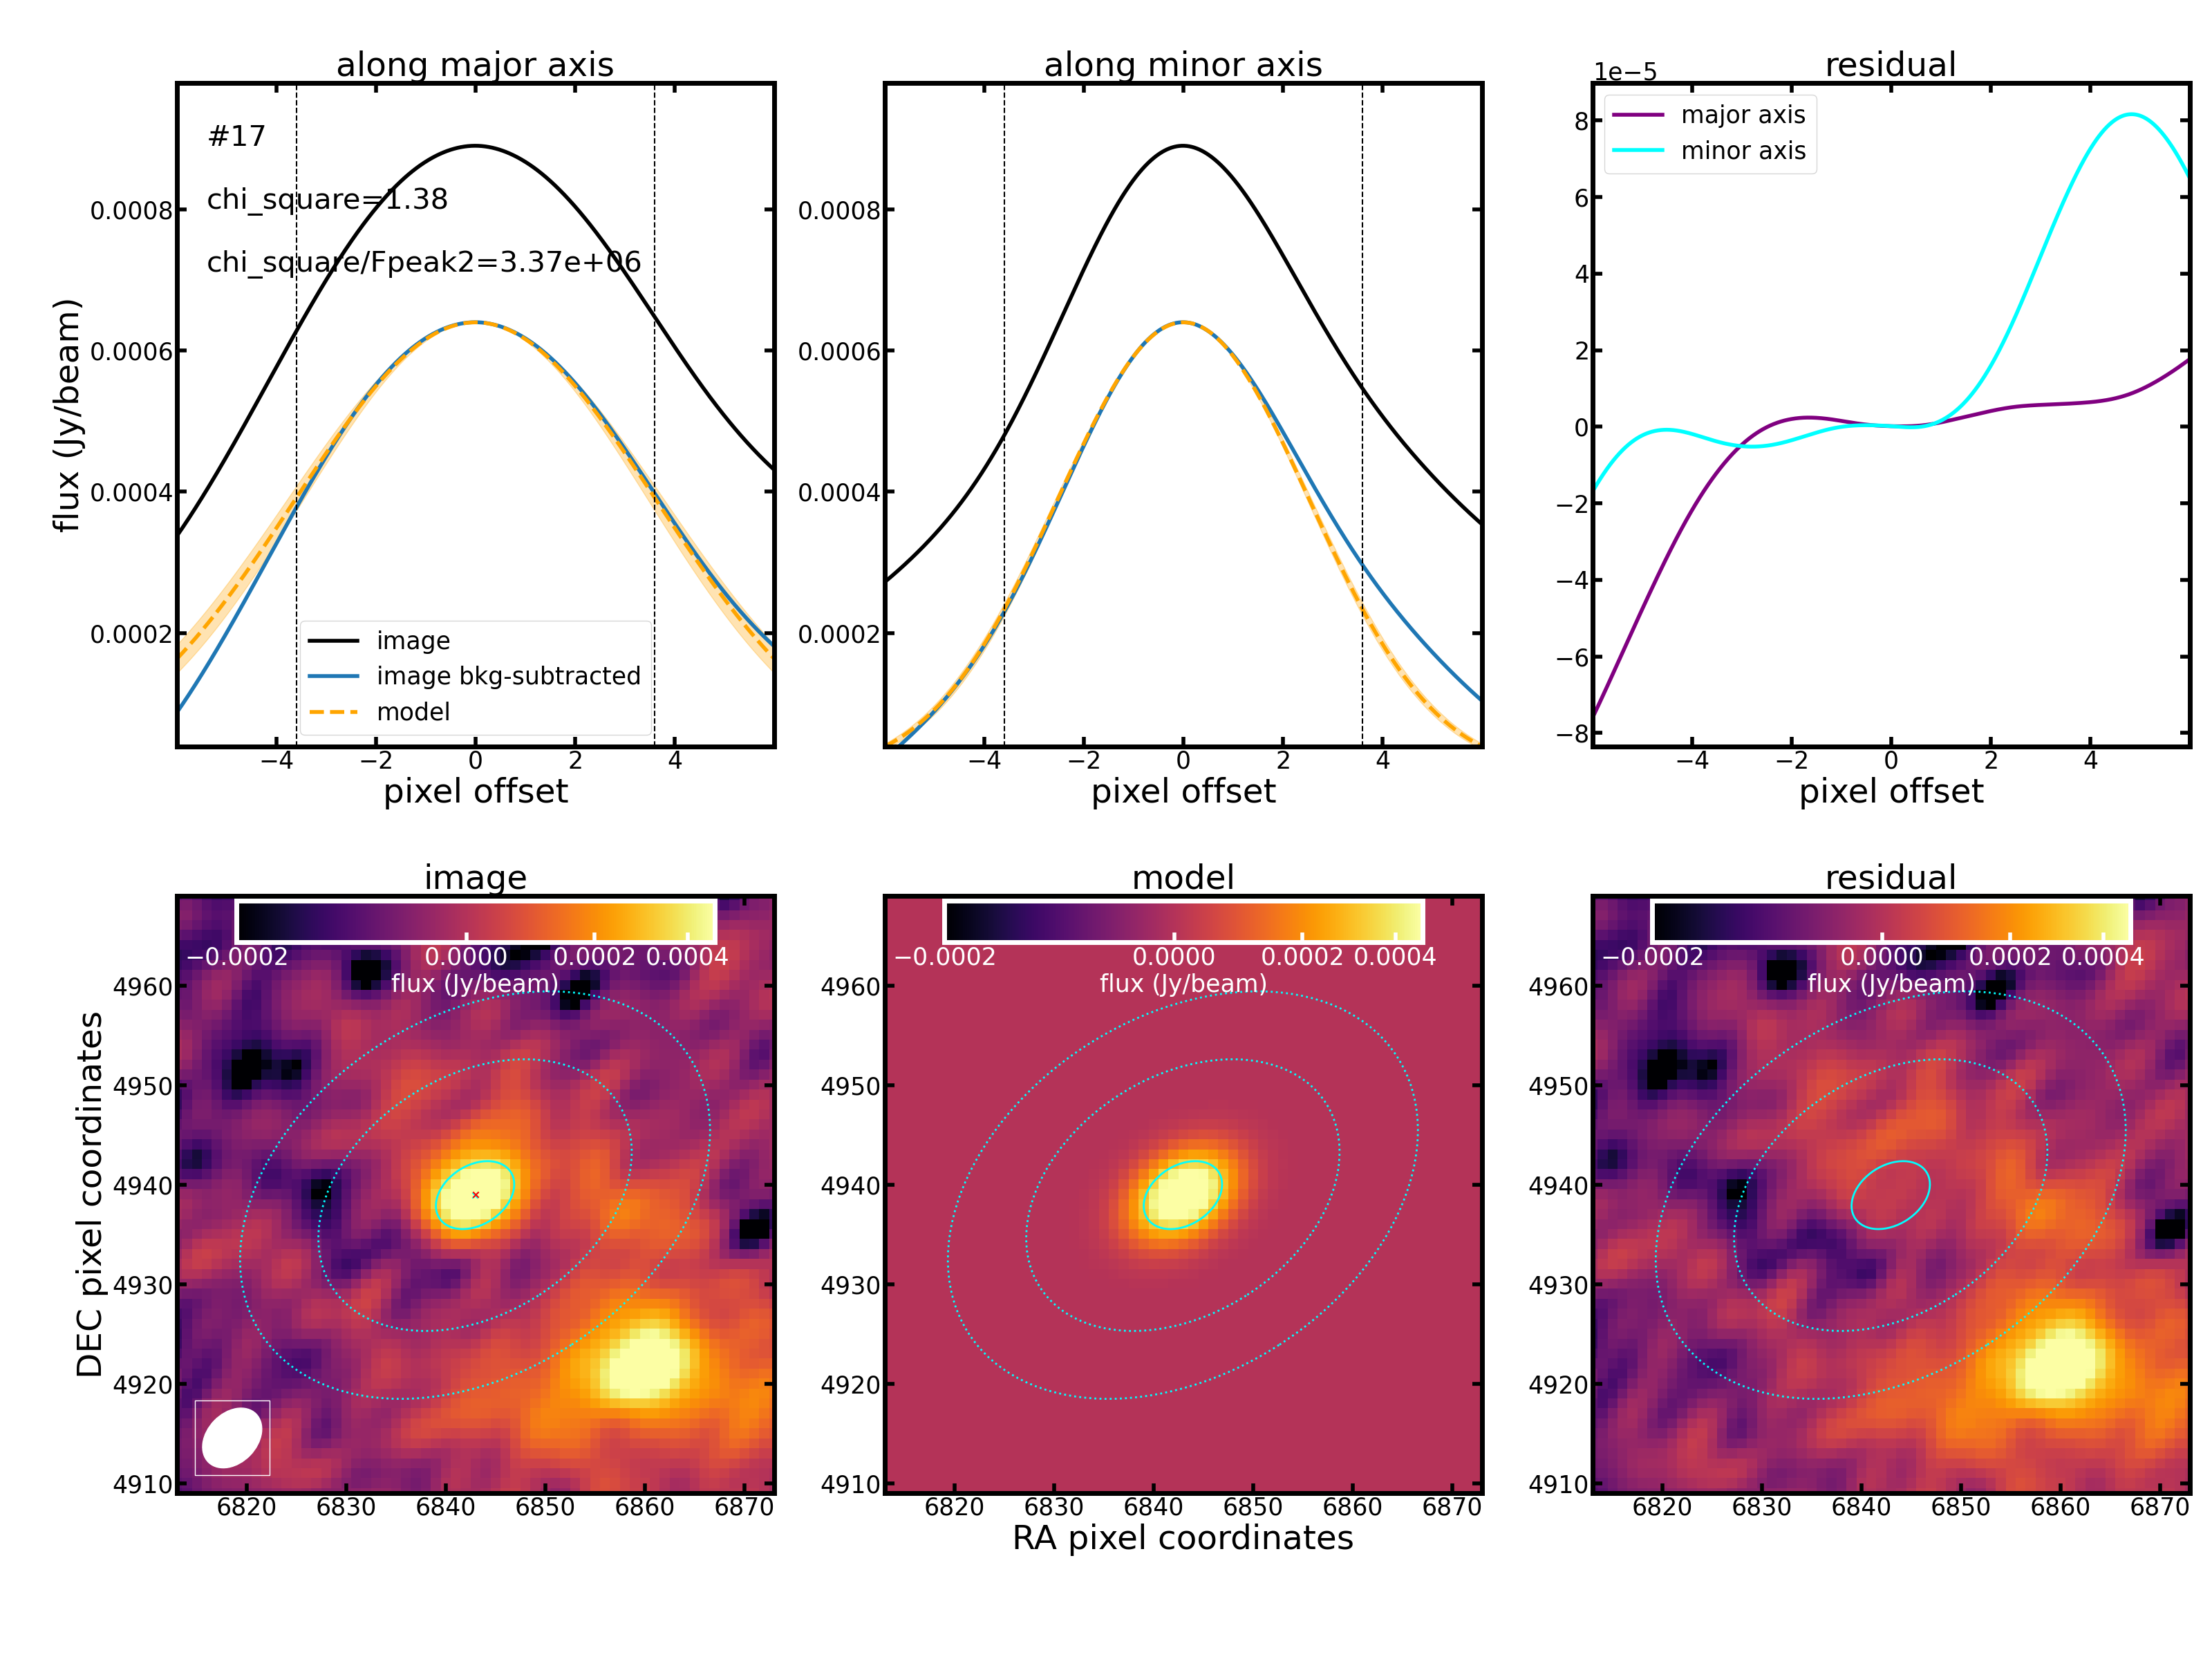 along major axis
along minor axis
residual
#17
chi_square=1.38
chi_square/Fpeak2=3.37e+06
0.0008
0.0006
0.0004
0.0002
flux (Jy/beam)
image
image bkg-subtracted
model
−4 −2 0 2 4
pixel offset
0.0008
0.0006
0.0004
0.0002
−4 −2 0 2 4
pixel offset
1e−5
major axis
minor axis
8
6
4
2
0
−2
−4
−6
−8
−4 −2 0 2 4
pixel offset
image
−0.0002 0.0000 0.0002 0.0004
flux (Jy/beam)
4960
4950
4940
4930
4920
4910
DEC pixel coordinates
6820 6830 6840 6850 6860 6870
model
−0.0002 0.0000 0.0002 0.0004
flux (Jy/beam)
4960
4950
4940
4930
4920
4910
6820 6830 6840 6850 6860 6870
RA pixel coordinates
residual
−0.0002 0.0000 0.0002 0.0004
flux (Jy/beam)
4960
4950
4940
4930
4920
4910
6820 6830 6840 6850 6860 6870